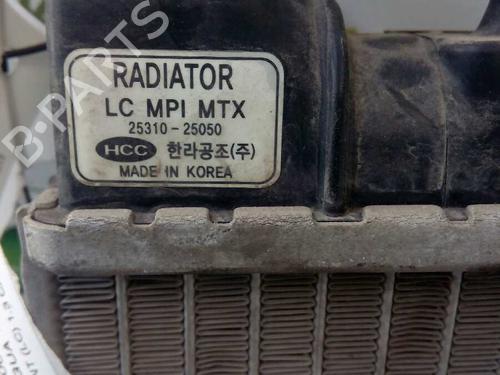 RADIATOR
LC MPI MTX
25310-25050
HCC 한라공조(주)
MADE IN KOREA
B-PARTS